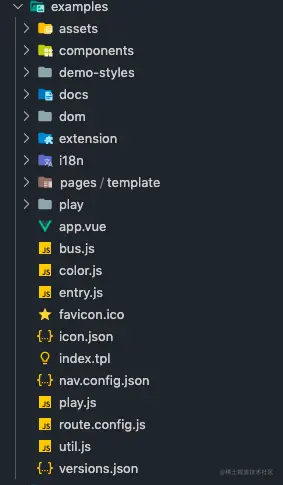 examples
assets
components
demo-styles
docs
dom
extension
i18n
pages / template
play
app.vue
bus.js
color.js
entry.js
favicon.ico
icon.json
index.tpl
nav.config.json
play.js
route.config.js
util.js
versions.json
@稀土掘金技术社区